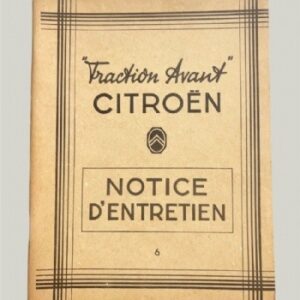 "Traction Avant"
CITROËN
NOTICE
D'ENTRETIEN
6